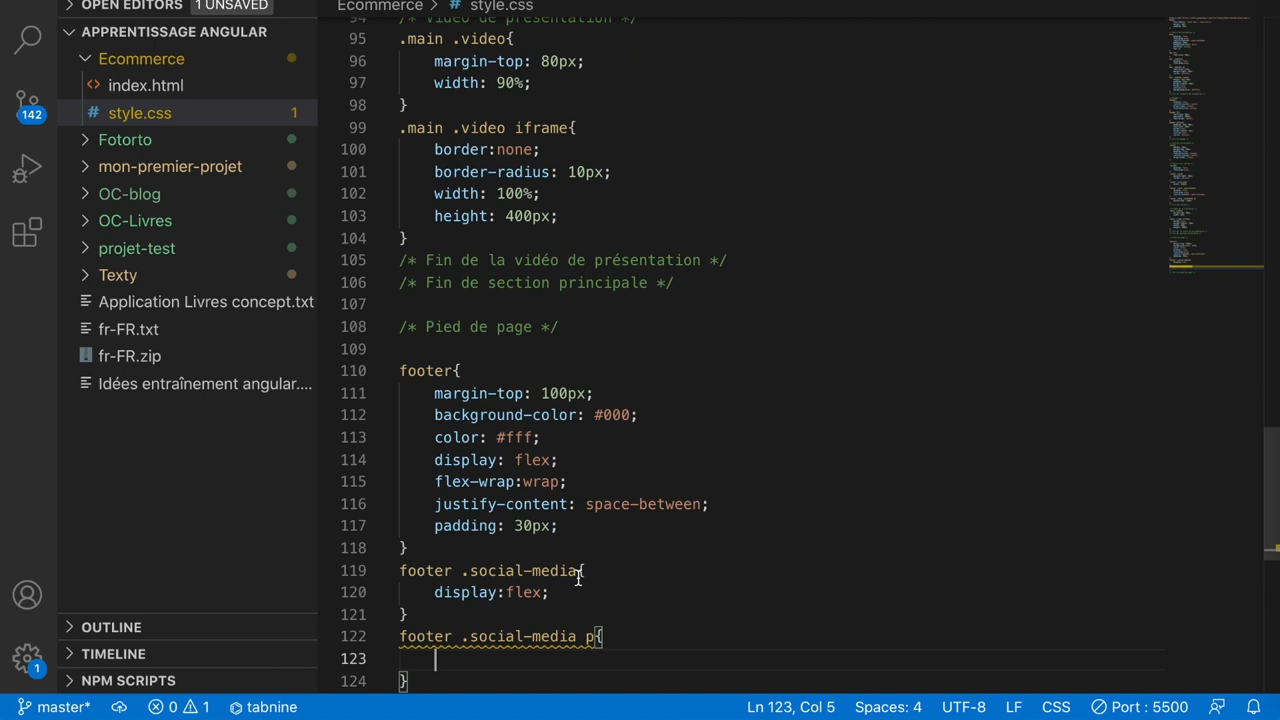 OPEN EDITORS 1 UNSAVED
APPRENTISSAGE ANGULAR
Ecommerce
index.html
style.css 1
Fotorto
mon-premier-projet
OC-blog
OC-Livres
projet-test
Texty
Application Livres concept.txt
fr-FR.txt
fr-FR.zip
Idées entraînement angular....
OUTLINE
TIMELINE
NPM SCRIPTS
142
1
Ecommerce > # style.css
94 /* Vidéo de présentation */
95 .main .video{
96 margin-top: 80px;
97 width: 90%;
98 }
99 .main .video iframe{
100 border:none;
101 border-radius: 10px;
102 width: 100%;
103 height: 400px;
104 }
105 /* Fin de la vidéo de présentation */
106 /* Fin de section principale */
107
108 /* Pied de page */
109
110 footer{
111 margin-top: 100px;
112 background-color: #000;
113 color: #fff;
114 display: flex;
115 flex-wrap:wrap;
116 justify-content: space-between;
117 padding: 30px;
118 }
119 footer .social-media{
120 display:flex;
121 }
122 footer .social-media p{
123
124 }
master* 0 1 tabnine Ln 123, Col 5 Spaces: 4 UTF-8 LF CSS Port : 5500